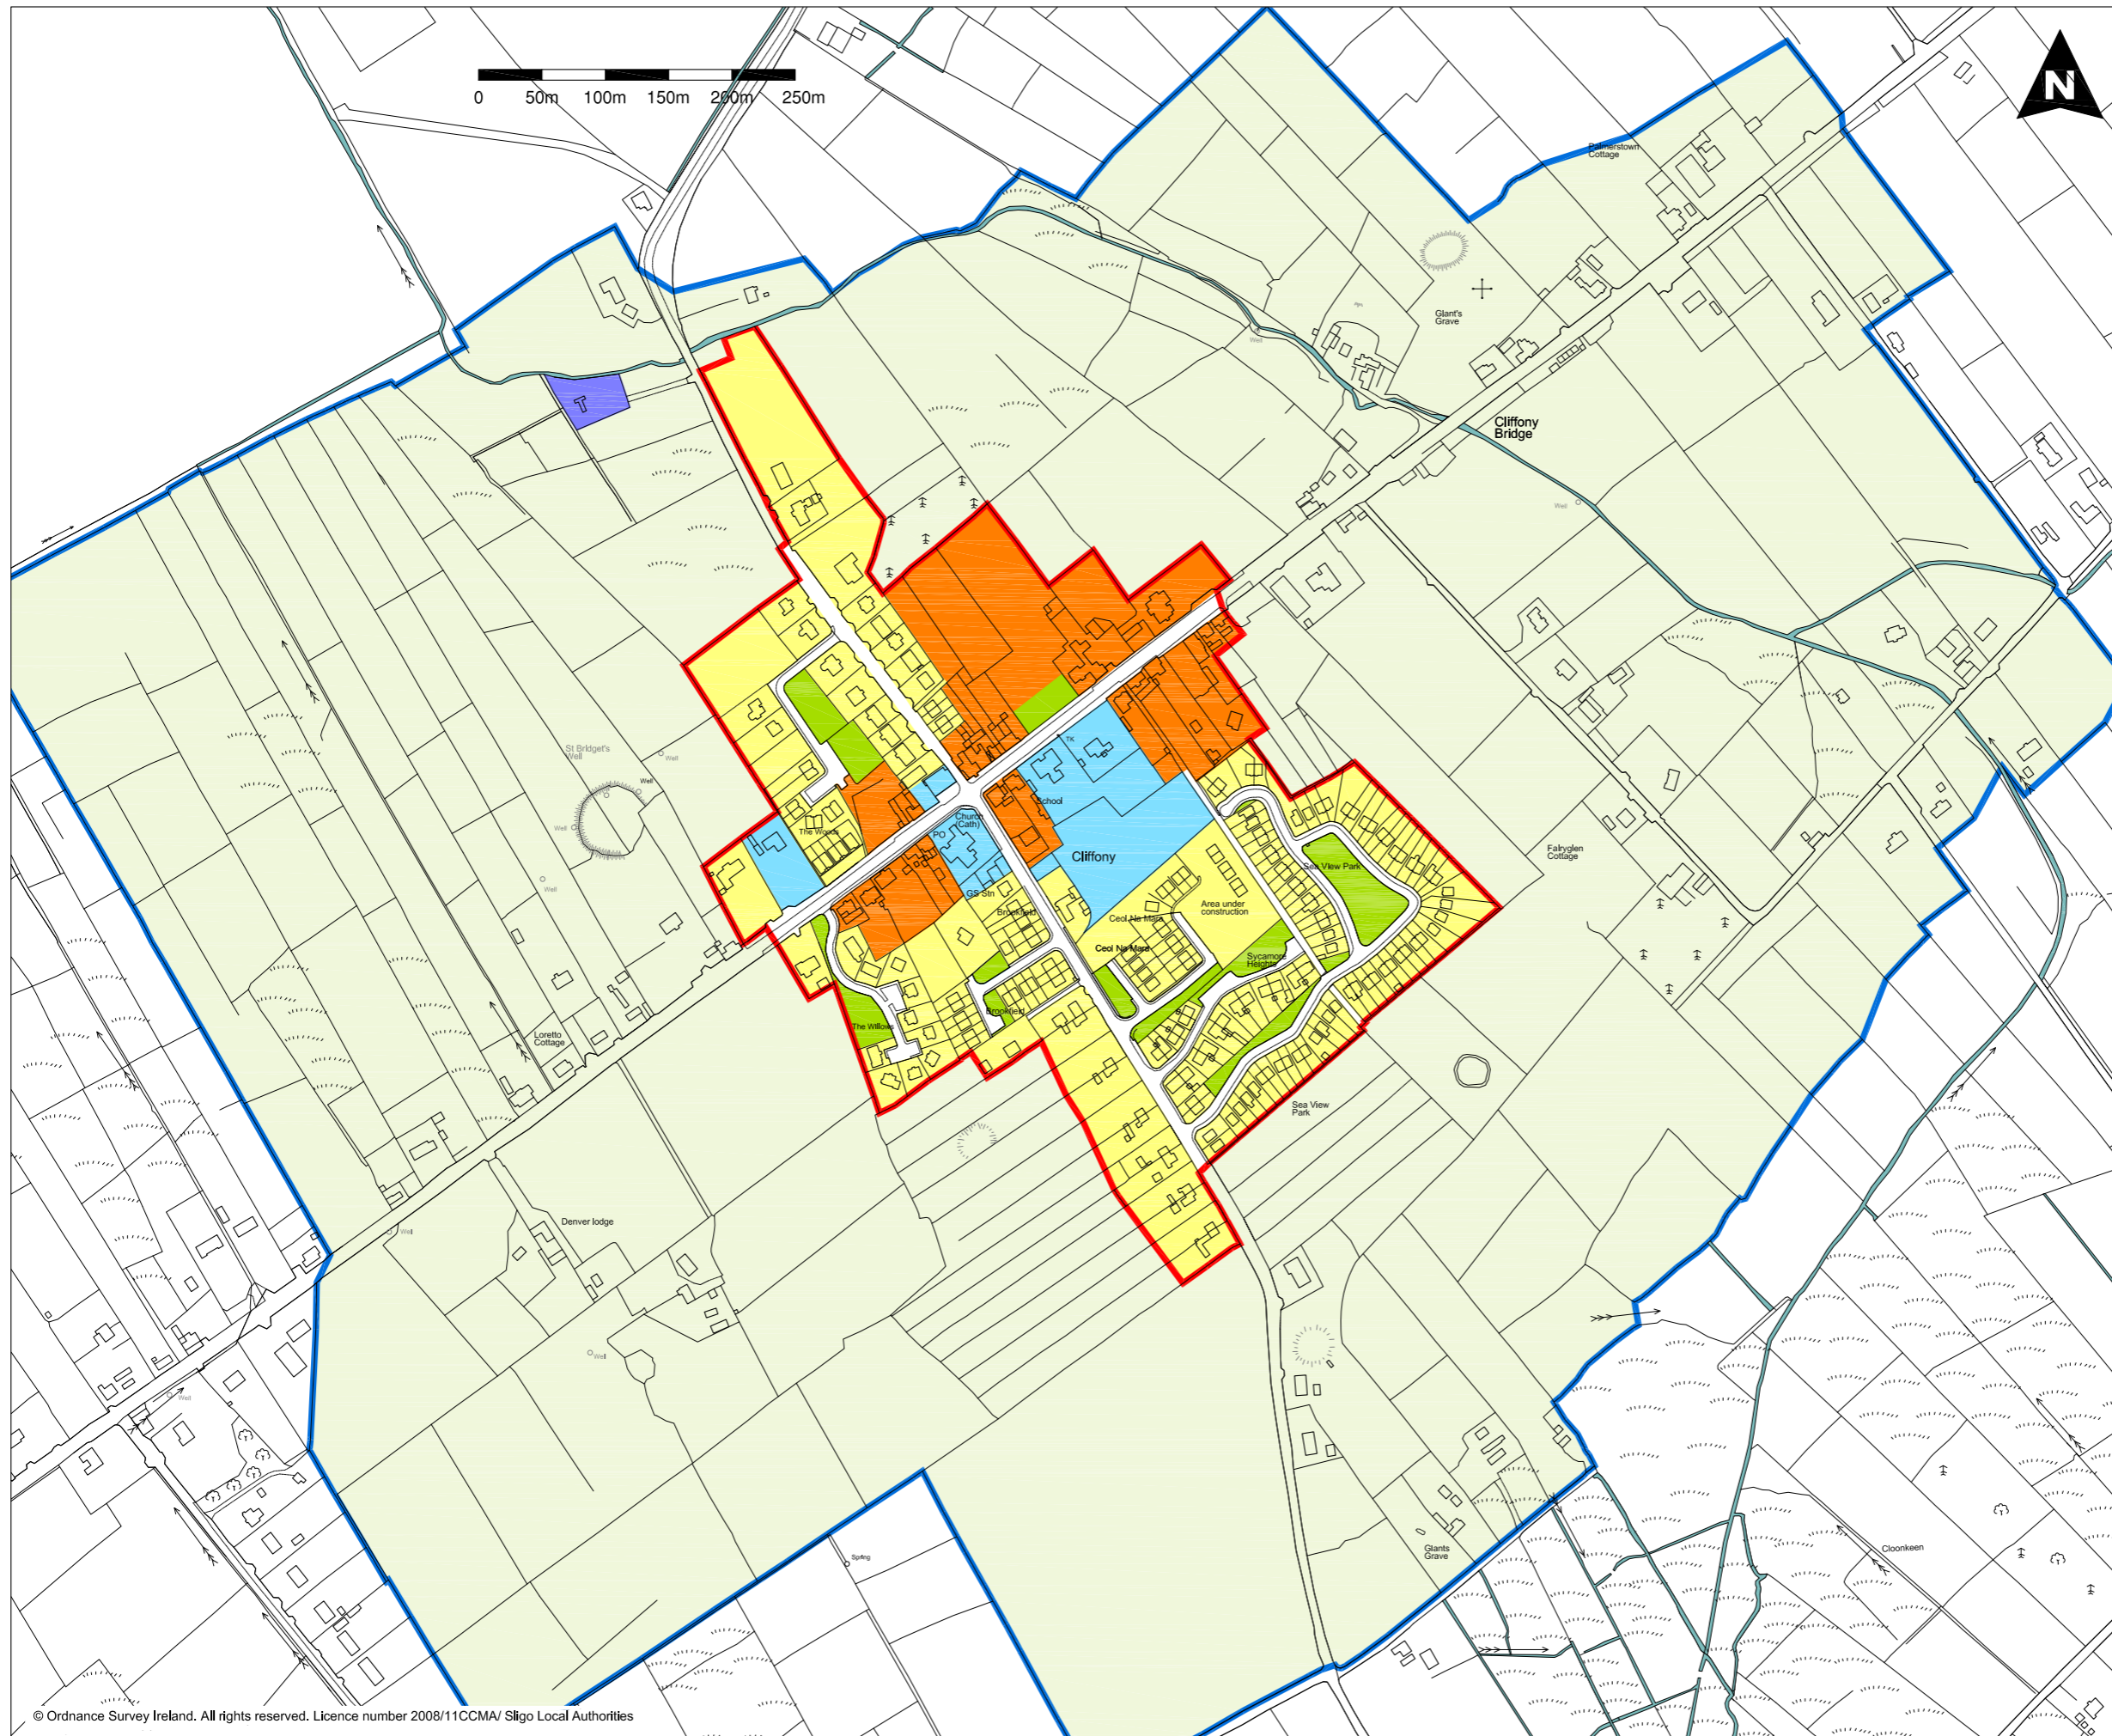 0 50m 100m 150m 200m 250m
N
Palmerstown
Cottage
Giant's
Grave
Well
Cliffony
Bridge
Well
St Bridget's
Well
Well
Well
Well
Well
TK
School
Church
(Cath)
PO
The Woods
Cliffony
GS Stn
Brookfield
Sea View Park
Fairyglen
Cottage
Area under
construction
Ceol Na Mara
Ceol Na Mara
Sycamore
Heights
Brookfield
The Willows
Loretto
Cottage
Sea View
Park
Denver lodge
Well
Well
Well
Spring
Giants
Grave
Cloonkeen
© Ordnance Survey Ireland. All rights reserved. Licence number 2008/11CCMA/ Sligo Local Authorities